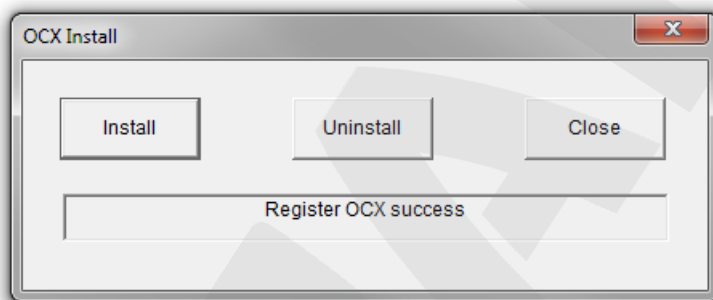 OCX Install
Install Uninstall Close
Register OCX success